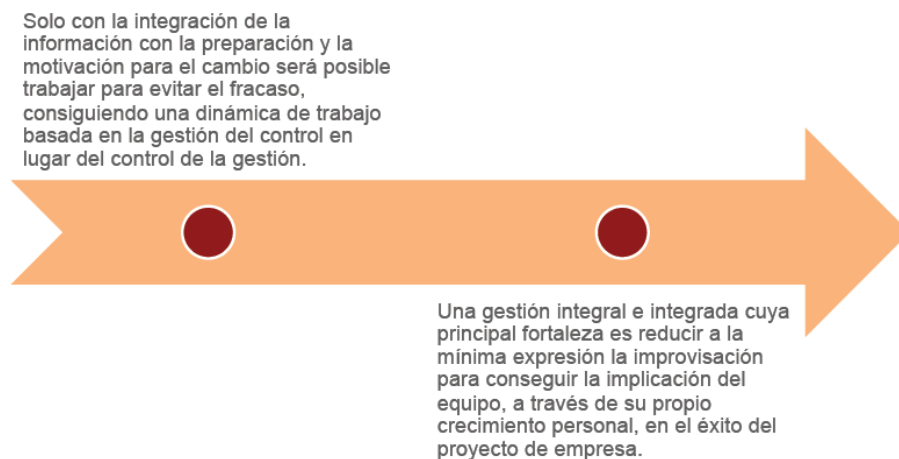 Solo con la integración de la
información con la preparación y la
motivación para el cambio será posible
trabajar para evitar el fracaso,
consiguiendo una dinámica de trabajo
basada en la gestión del control en
lugar del control de la gestión.
Una gestión integral e integrada cuya
principal fortaleza es reducir a la
mínima expresión la improvisación
para conseguir la implicación del
equipo, a través de su propio
crecimiento personal, en el éxito del
proyecto de empresa.